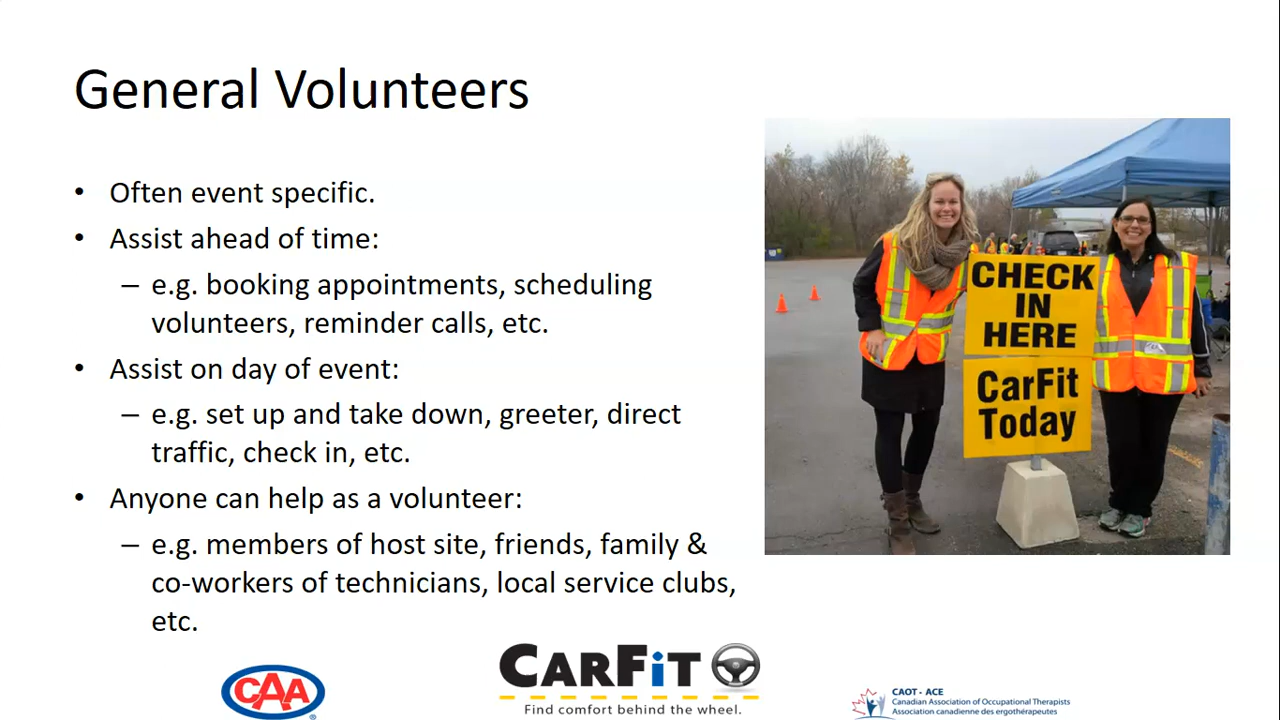 General Volunteers
• Often event specific.
• Assist ahead of time:
– e.g. booking appointments, scheduling
volunteers, reminder calls, etc.
• Assist on day of event:
– e.g. set up and take down, greeter, direct
traffic, check in, etc.
• Anyone can help as a volunteer:
– e.g. members of host site, friends, family &
co-workers of technicians, local service clubs,
etc.
CHECK
IN
HERE
CarFit
Today
CAA
CARFiT
Find comfort behind the wheel.
CAOT · ACE
Canadian Association of Occupational Therapists
Association canadienne des ergothérapeutes